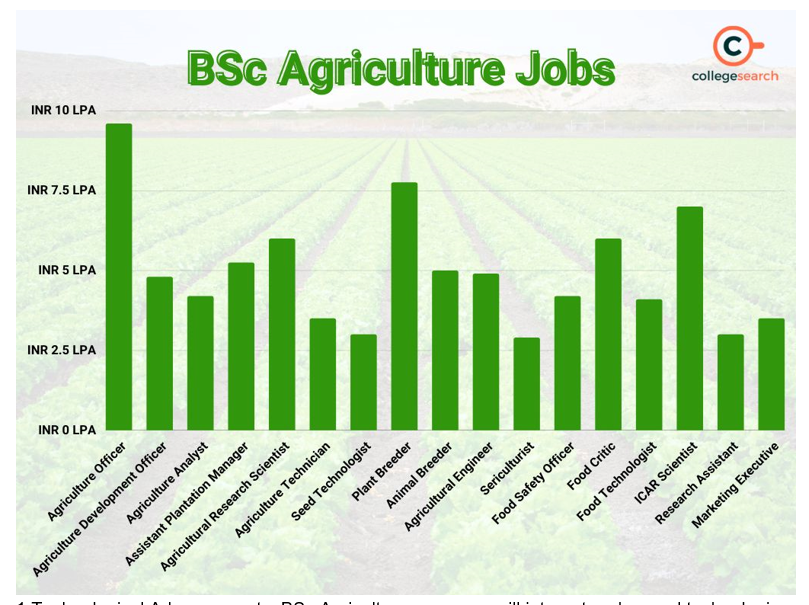 BSc Agriculture Jobs
C
collegesearch
INR 10 LPA
INR 7.5 LPA
INR 5 LPA
INR 2.5 LPA
INR 0 LPA
Agriculture Officer
Agriculture Development Officer
Agriculture Analyst
Assistant Plantation Manager
Agricultural Research Scientist
Agriculture Technician
Seed Technologist
Plant Breeder
Animal Breeder
Agricultural Engineer
Sericulturist
Food Safety Officer
Food Critic
Food Technologist
ICAR Scientist
Research Assistant
Marketing Executive